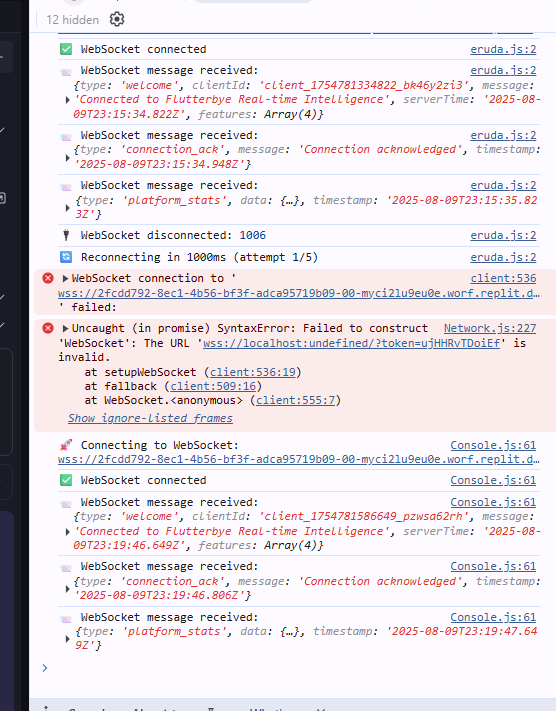 12 hidden
WebSocket connected eruda.js:2
WebSocket message received: eruda.js:2
{type: 'welcome', clientId: 'client_1754781334822_bk46y2zi3', message:
'Connected to Flutterbye Real-time Intelligence', serverTime: '2025-08-
09T23:15:34.822Z', features: Array(4)}
WebSocket message received: eruda.js:2
{type: 'connection_ack', message: 'Connection acknowledged', timestamp:
'2025-08-09T23:15:34.948Z'}
WebSocket message received: eruda.js:2
{type: 'platform_stats', data: {…}, timestamp: '2025-08-09T23:15:35.82
3Z'}
WebSocket disconnected: 1006 eruda.js:2
Reconnecting in 1000ms (attempt 1/5) eruda.js:2
WebSocket connection to ' client:536
wss://2fcdd792-8ec1-4b56-bf3f-adca95719b09-00-myci2lu9eu0e.worf.replit.d…
' failed:
Uncaught (in promise) SyntaxError: Failed to construct Network.js:227
'WebSocket': The URL 'wss://localhost:undefined/?token=ujHHRvTDoiEf' is
invalid.
at setupWebSocket (client:536:19)
at fallback (client:509:16)
at WebSocket.<anonymous> (client:555:7)
Show ignore-listed frames
Connecting to WebSocket: Console.js:61
wss://2fcdd792-8ec1-4b56-bf3f-adca95719b09-00-myci2lu9eu0e.worf.replit.d…
WebSocket connected Console.js:61
WebSocket message received: Console.js:61
{type: 'welcome', clientId: 'client_1754781586649_pzwsa62rh', message:
'Connected to Flutterbye Real-time Intelligence', serverTime: '2025-08-
09T23:19:46.649Z', features: Array(4)}
WebSocket message received: Console.js:61
{type: 'connection_ack', message: 'Connection acknowledged', timestamp:
'2025-08-09T23:19:46.806Z'}
WebSocket message received: Console.js:61
{type: 'platform_stats', data: {…}, timestamp: '2025-08-09T23:19:47.64
9Z'}